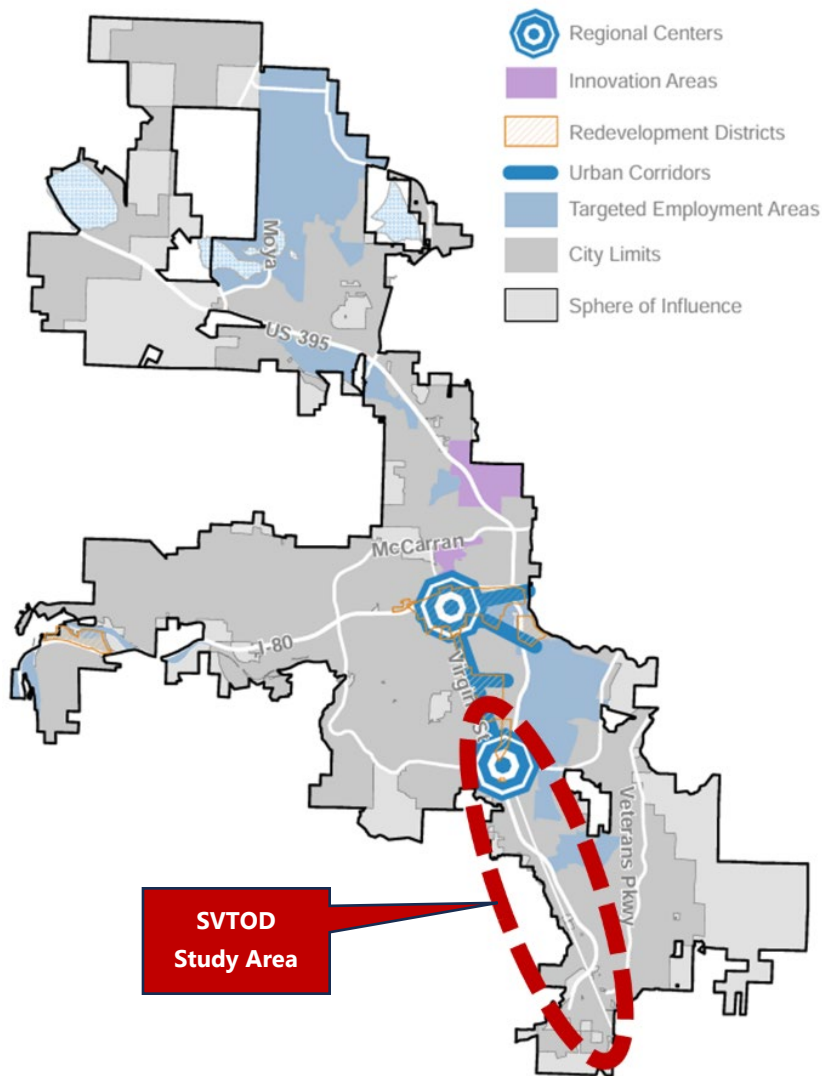 Regional Centers
Innovation Areas
Redevelopment Districts
Urban Corridors
Targeted Employment Areas
City Limits
Sphere of Influence
Moya
US 395
McCarran
I-80
Virginia St
Veterans Pkwy
SVTOD
Study Area